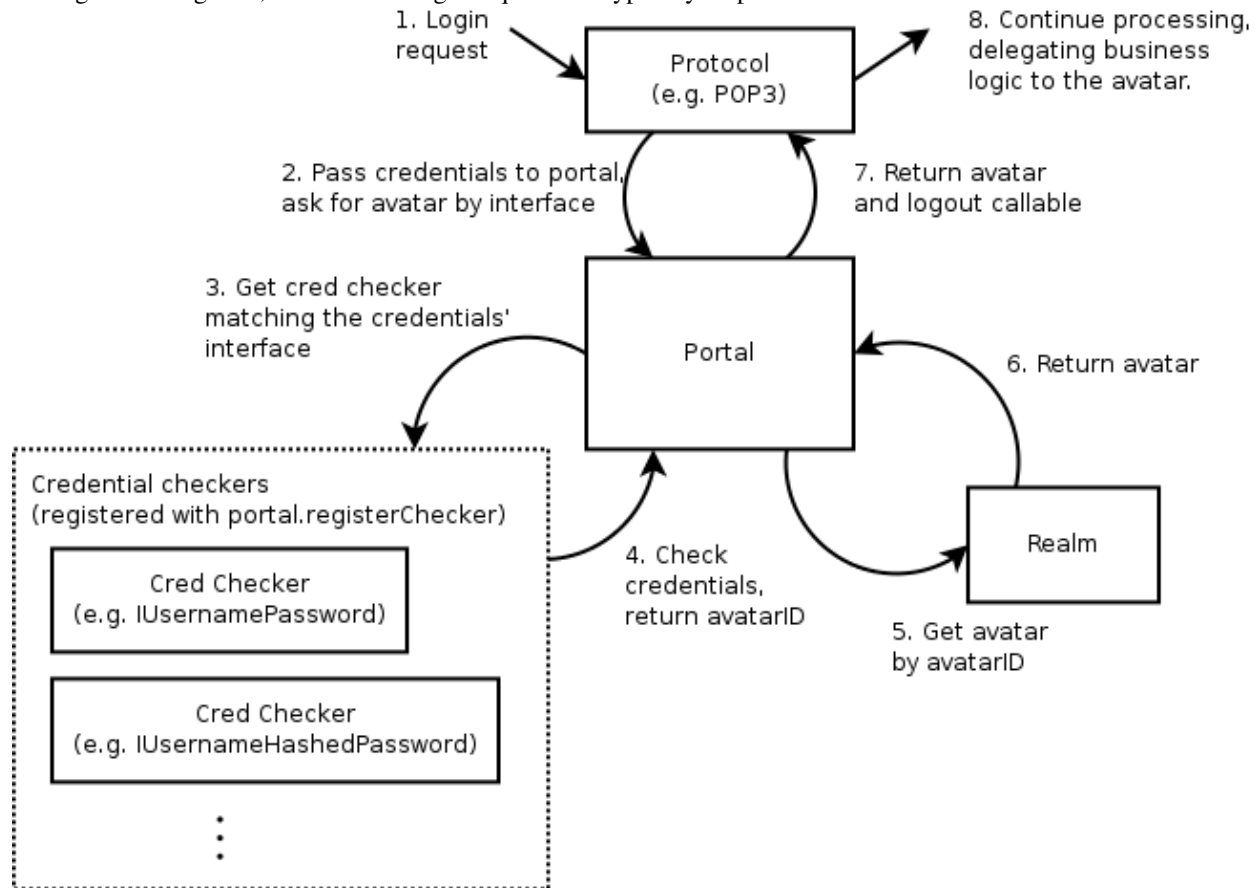 1. Login
request
8. Continue processing,
delegating business
logic to the avatar.
Protocol
(e.g. POP3)
2. Pass credentials to portal,
ask for avatar by interface
7. Return avatar
and logout callable
3. Get cred checker
matching the credentials'
interface
Portal
6. Return avatar
Credential checkers
(registered with portal.registerChecker)
Cred Checker
(e.g. IUsernamePassword)
4. Check
credentials,
return avatarID
Realm
5. Get avatar
by avatarID
Cred Checker
(e.g. IUsernameHashedPassword)